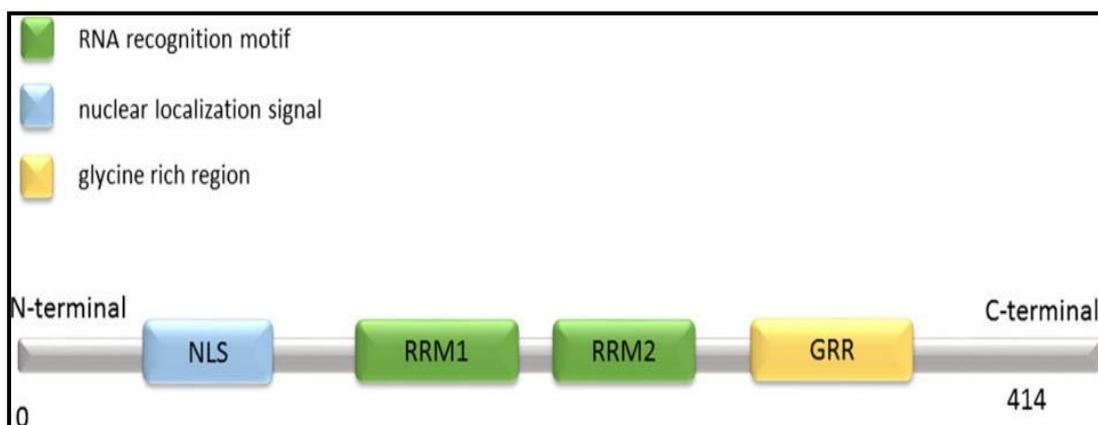 RNA recognition motif
nuclear localization signal
glycine rich region
N-terminal
C-terminal
NLS
RRM1
RRM2
GRR
0
414